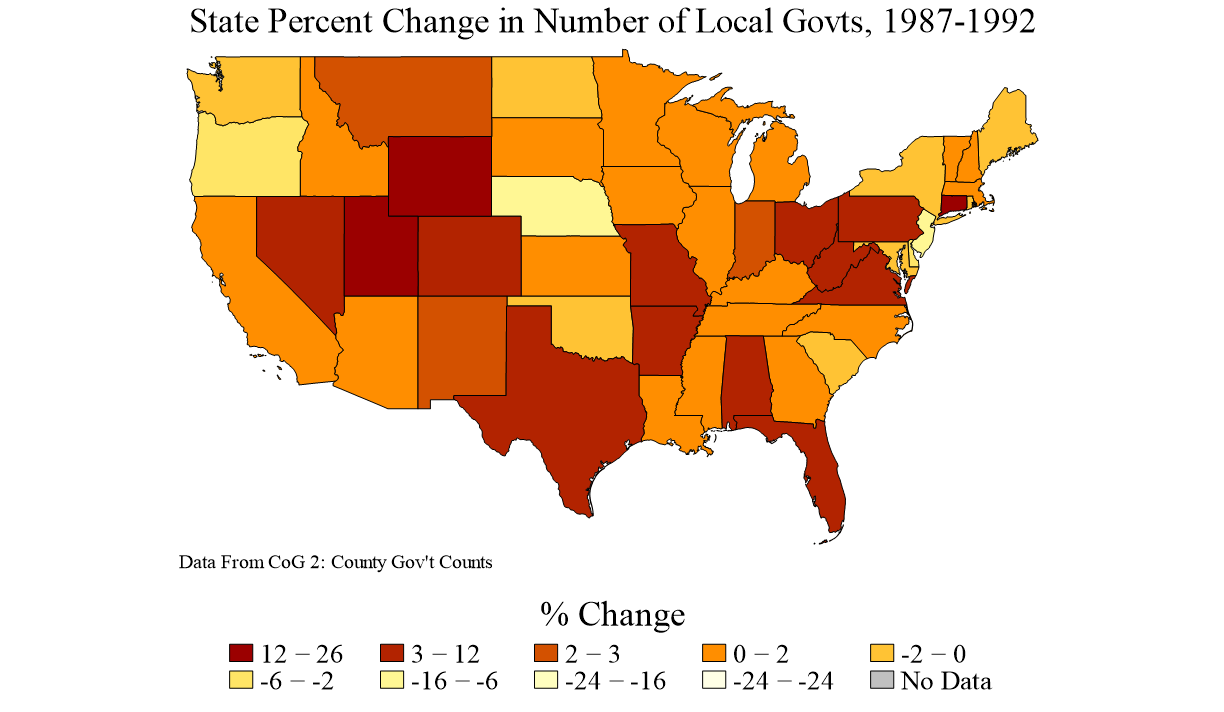 State Percent Change in Number of Local Govts, 1987-1992
Data From CoG 2: County Gov't Counts
% Change
12 − 26 3 − 12 2 − 3 0 − 2 -2 − 0
-6 − -2 -16 − -6 -24 − -16 -24 − -24 No Data